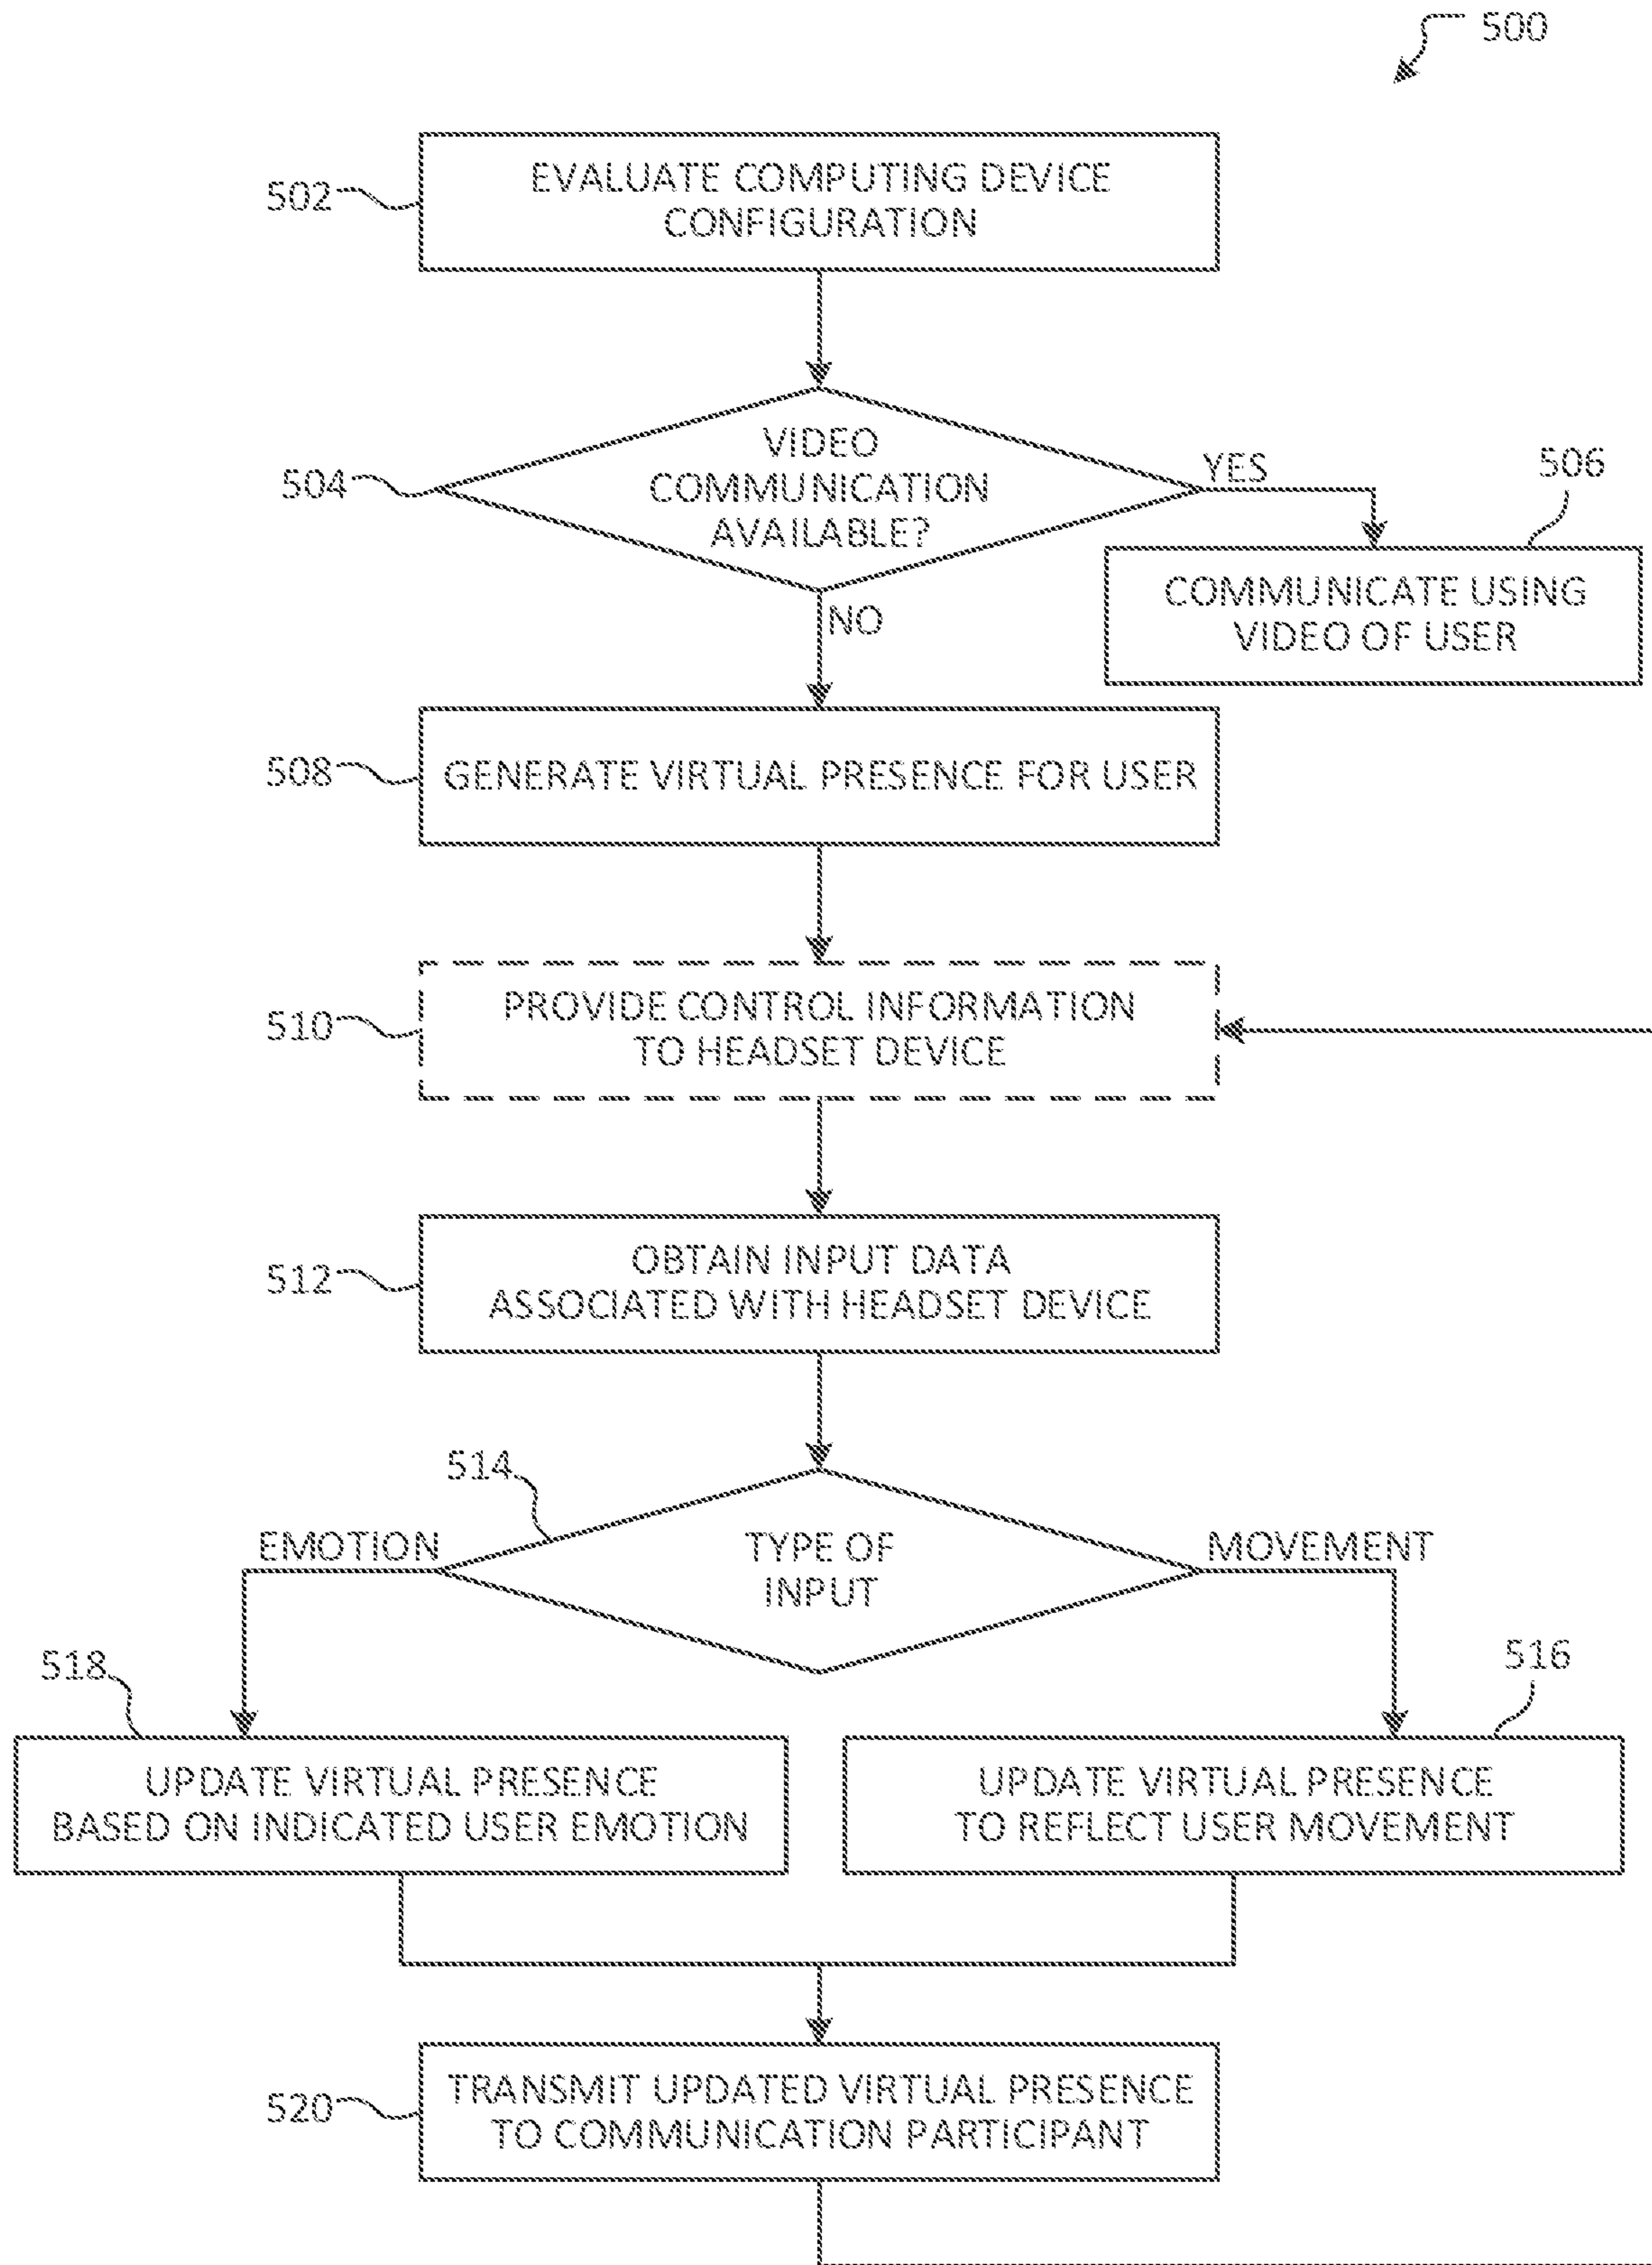 500
502
EVALUATE COMPUTING DEVICE
CONFIGURATION
504
VIDEO
COMMUNICATION
AVAILABLE?
YES
506
COMMUNICATE USING
VIDEO OF USER
NO
508
GENERATE VIRTUAL PRESENCE FOR USER
510
PROVIDE CONTROL INFORMATION
TO HEADSET DEVICE
512
OBTAIN INPUT DATA
ASSOCIATED WITH HEADSET DEVICE
514
EMOTION
TYPE OF
INPUT
MOVEMENT
518
516
UPDATE VIRTUAL PRESENCE
BASED ON INDICATED USER EMOTION
UPDATE VIRTUAL PRESENCE
TO REFLECT USER MOVEMENT
520
TRANSMIT UPDATED VIRTUAL PRESENCE
TO COMMUNICATION PARTICIPANT